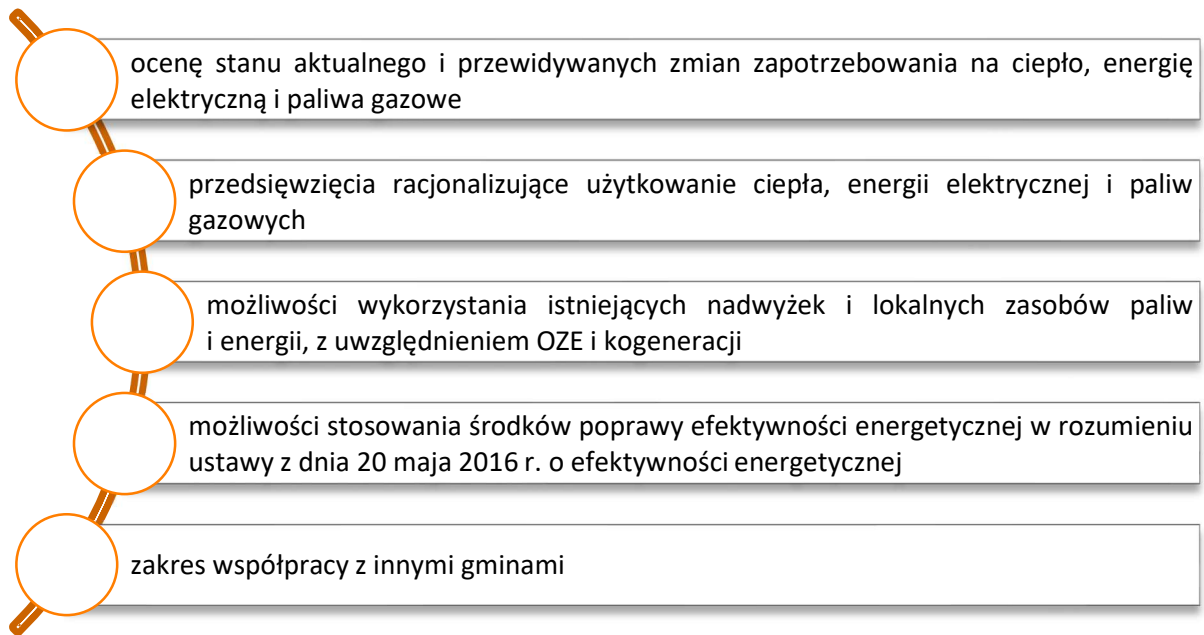 ocenę stanu aktualnego i przewidywanych zmian zapotrzebowania na ciepło, energię
elektryczną i paliwa gazowe
przedsięwzięcia racjonalizujące użytkowanie ciepła, energii elektrycznej i paliw
gazowych
możliwości wykorzystania istniejących nadwyżek i lokalnych zasobów paliw
i energii, z uwzględnieniem OZE i kogeneracji
możliwości stosowania środków poprawy efektywności energetycznej w rozumieniu
ustawy z dnia 20 maja 2016 r. o efektywności energetycznej
zakres współpracy z innymi gminami